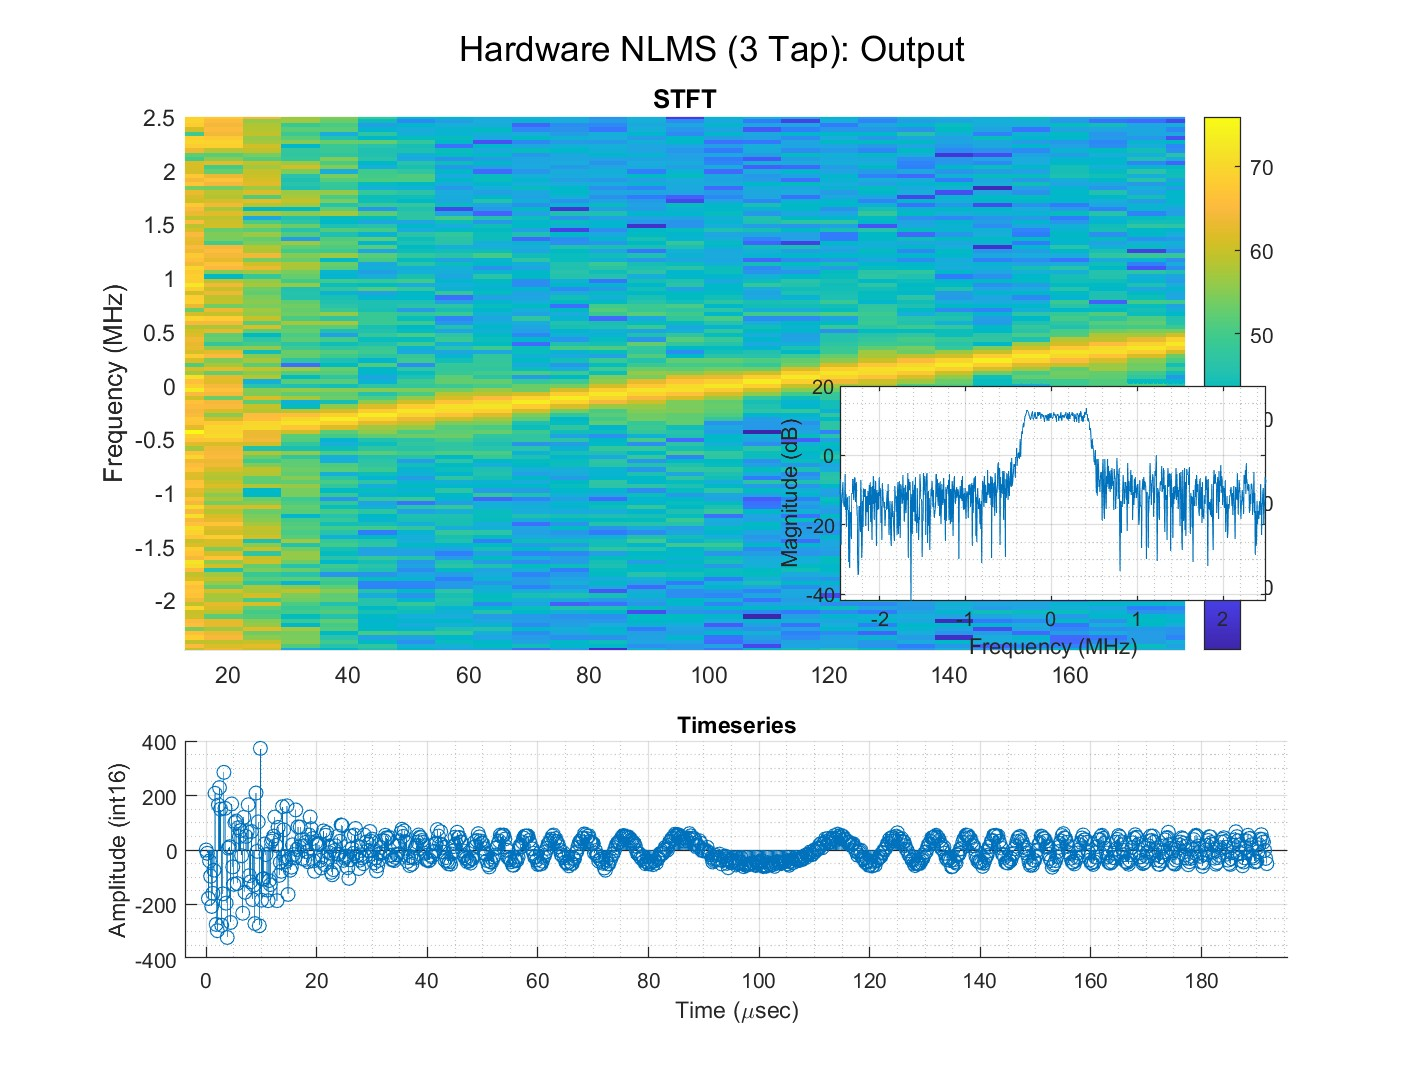 Hardware NLMS (3 Tap): Output
STFT
Frequency (MHz)
2.5
2
1.5
1
0.5
0
-0.5
-1
-1.5
-2
20 40 60 80 100 120 140 160
70
60
50
0
0
0
Magnitude (dB)
20
0
-20
-40
-2 -1 0 1 2
Frequency (MHz)
Timeseries
Amplitude (int16)
400
200
0
-200
-400
0 20 40 60 80 100 120 140 160 180
Time (μsec)